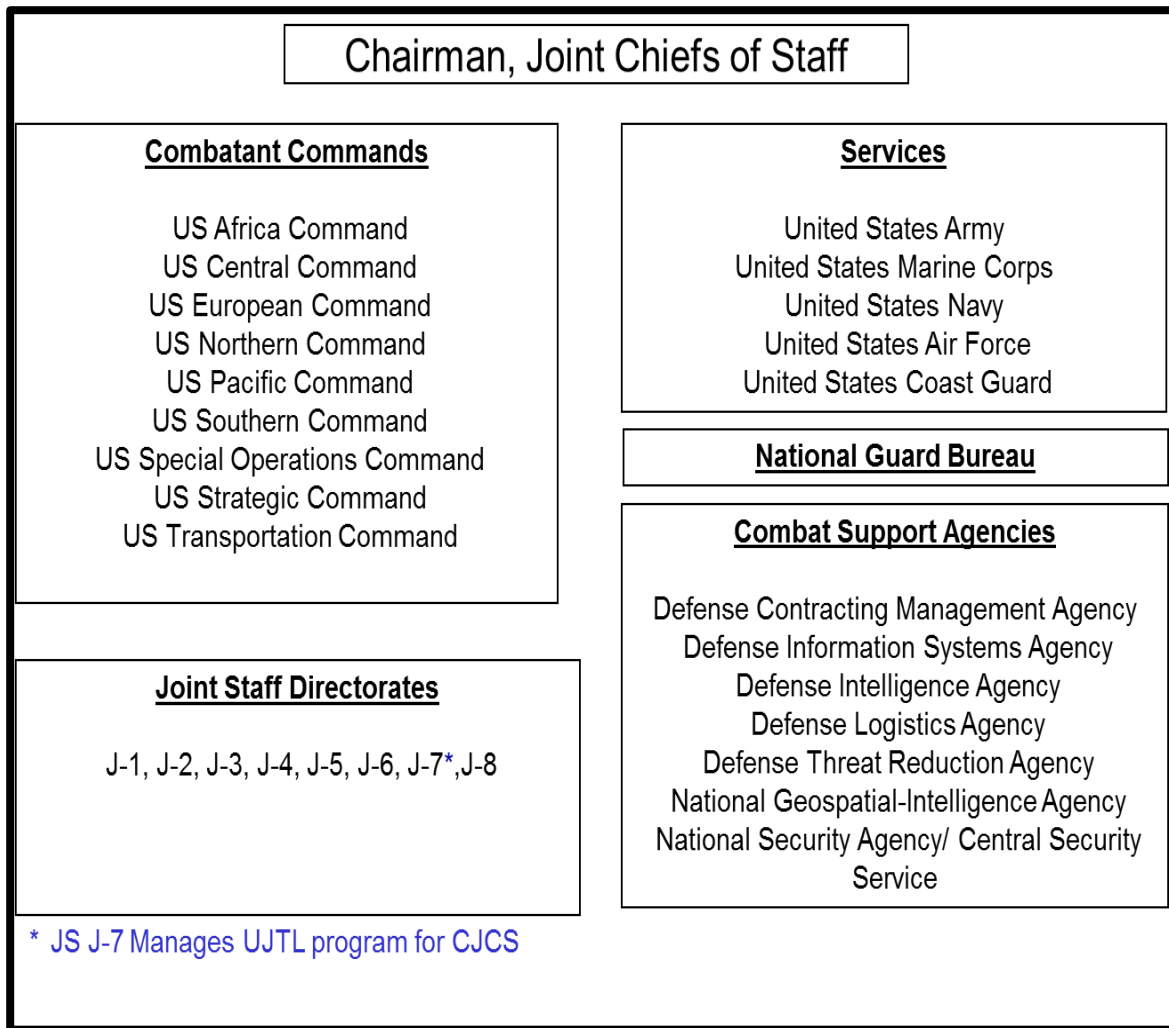 Chairman, Joint Chiefs of Staff
Combatant Commands
US Africa Command
US Central Command
US European Command
US Northern Command
US Pacific Command
US Southern Command
US Special Operations Command
US Strategic Command
US Transportation Command
Joint Staff Directorates
J-1, J-2, J-3, J-4, J-5, J-6, J-7*,J-8
* JS J-7 Manages UJTL program for CJCS
Services
United States Army
United States Marine Corps
United States Navy
United States Air Force
United States Coast Guard
National Guard Bureau
Combat Support Agencies
Defense Contracting Management Agency
Defense Information Systems Agency
Defense Intelligence Agency
Defense Logistics Agency
Defense Threat Reduction Agency
National Geospatial-Intelligence Agency
National Security Agency/ Central Security
Service